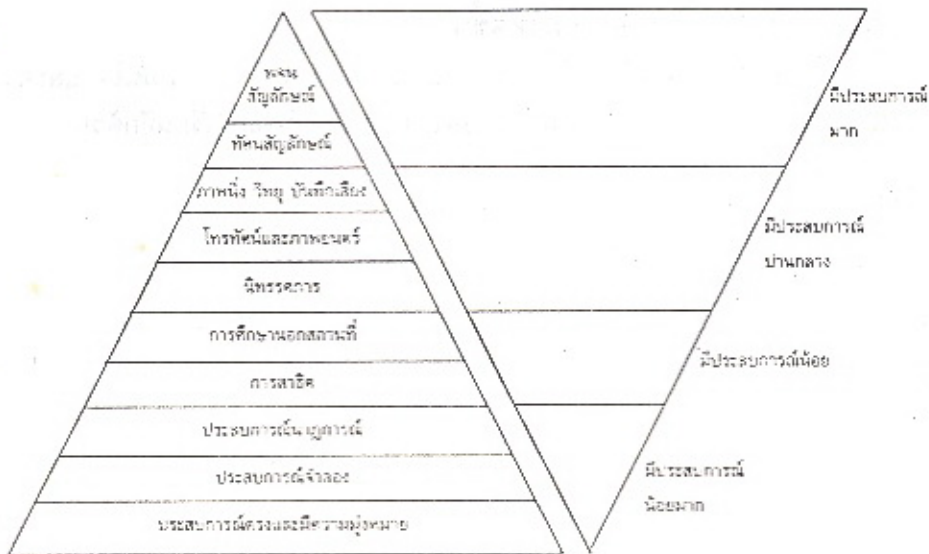 พจน
สัญลักษณ์
ทัศนสัญลักษณ์
ภาพนิ่ง วิทยุ บันทึกเสียง
โทรทัศน์และภาพยนตร์
นิทรรศการ
การศึกษานอกสถานที่
การสาธิต
ประสบการณ์นาฏการณ์
ประสบการณ์จำลอง
ประสบการณ์ตรงและมีความมุ่งหมาย
มีประสบการณ์
มาก
มีประสบการณ์
ปานกลาง
มีประสบการณ์น้อย
มีประสบการณ์
น้อยมาก